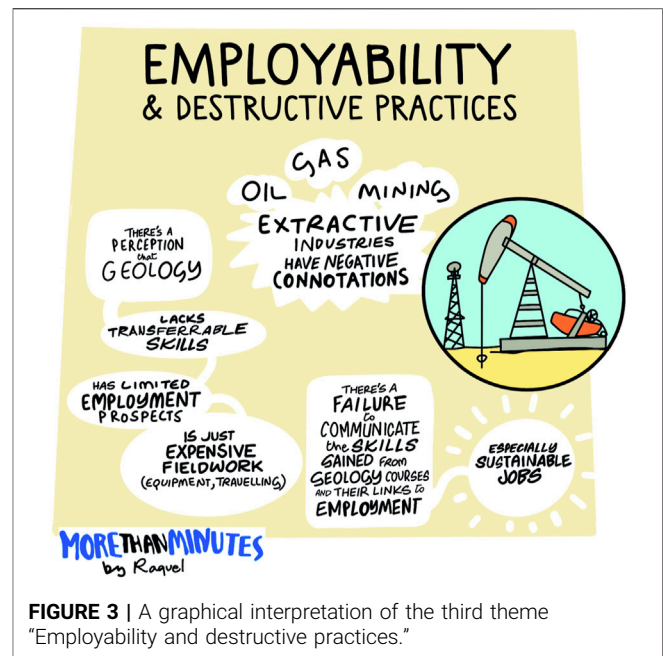 EMPLOYABILITY
& DESTRUCTIVE PRACTICES
GAS
OIL
MINING
EXTRACTIVE
INDUSTRIES
HAVE NEGATIVE
CONNOTATIONS
THERE'S A
PERCEPTION
that
GEOLOGY
LACKS
TRANSFERRABLE
SKILLS
HAS LIMITED
EMPLOYMENT
PROSPECTS
IS JUST
EXPENSIVE
FIELDWORK
(EQUIPMENT, TRAVELLING)
THERE'S A
FAILURE
to
COMMUNICATE
the SKILLS
GAINED FROM
GEOLOGY COURSES
AND THEIR LINKS to
EMPLOYMENT
ESPECIALLY
SUSTAINABLE
JOBS
MORETHANMINUTES
by Raquel
FIGURE 3 | A graphical interpretation of the third theme
“Employability and destructive practices.”